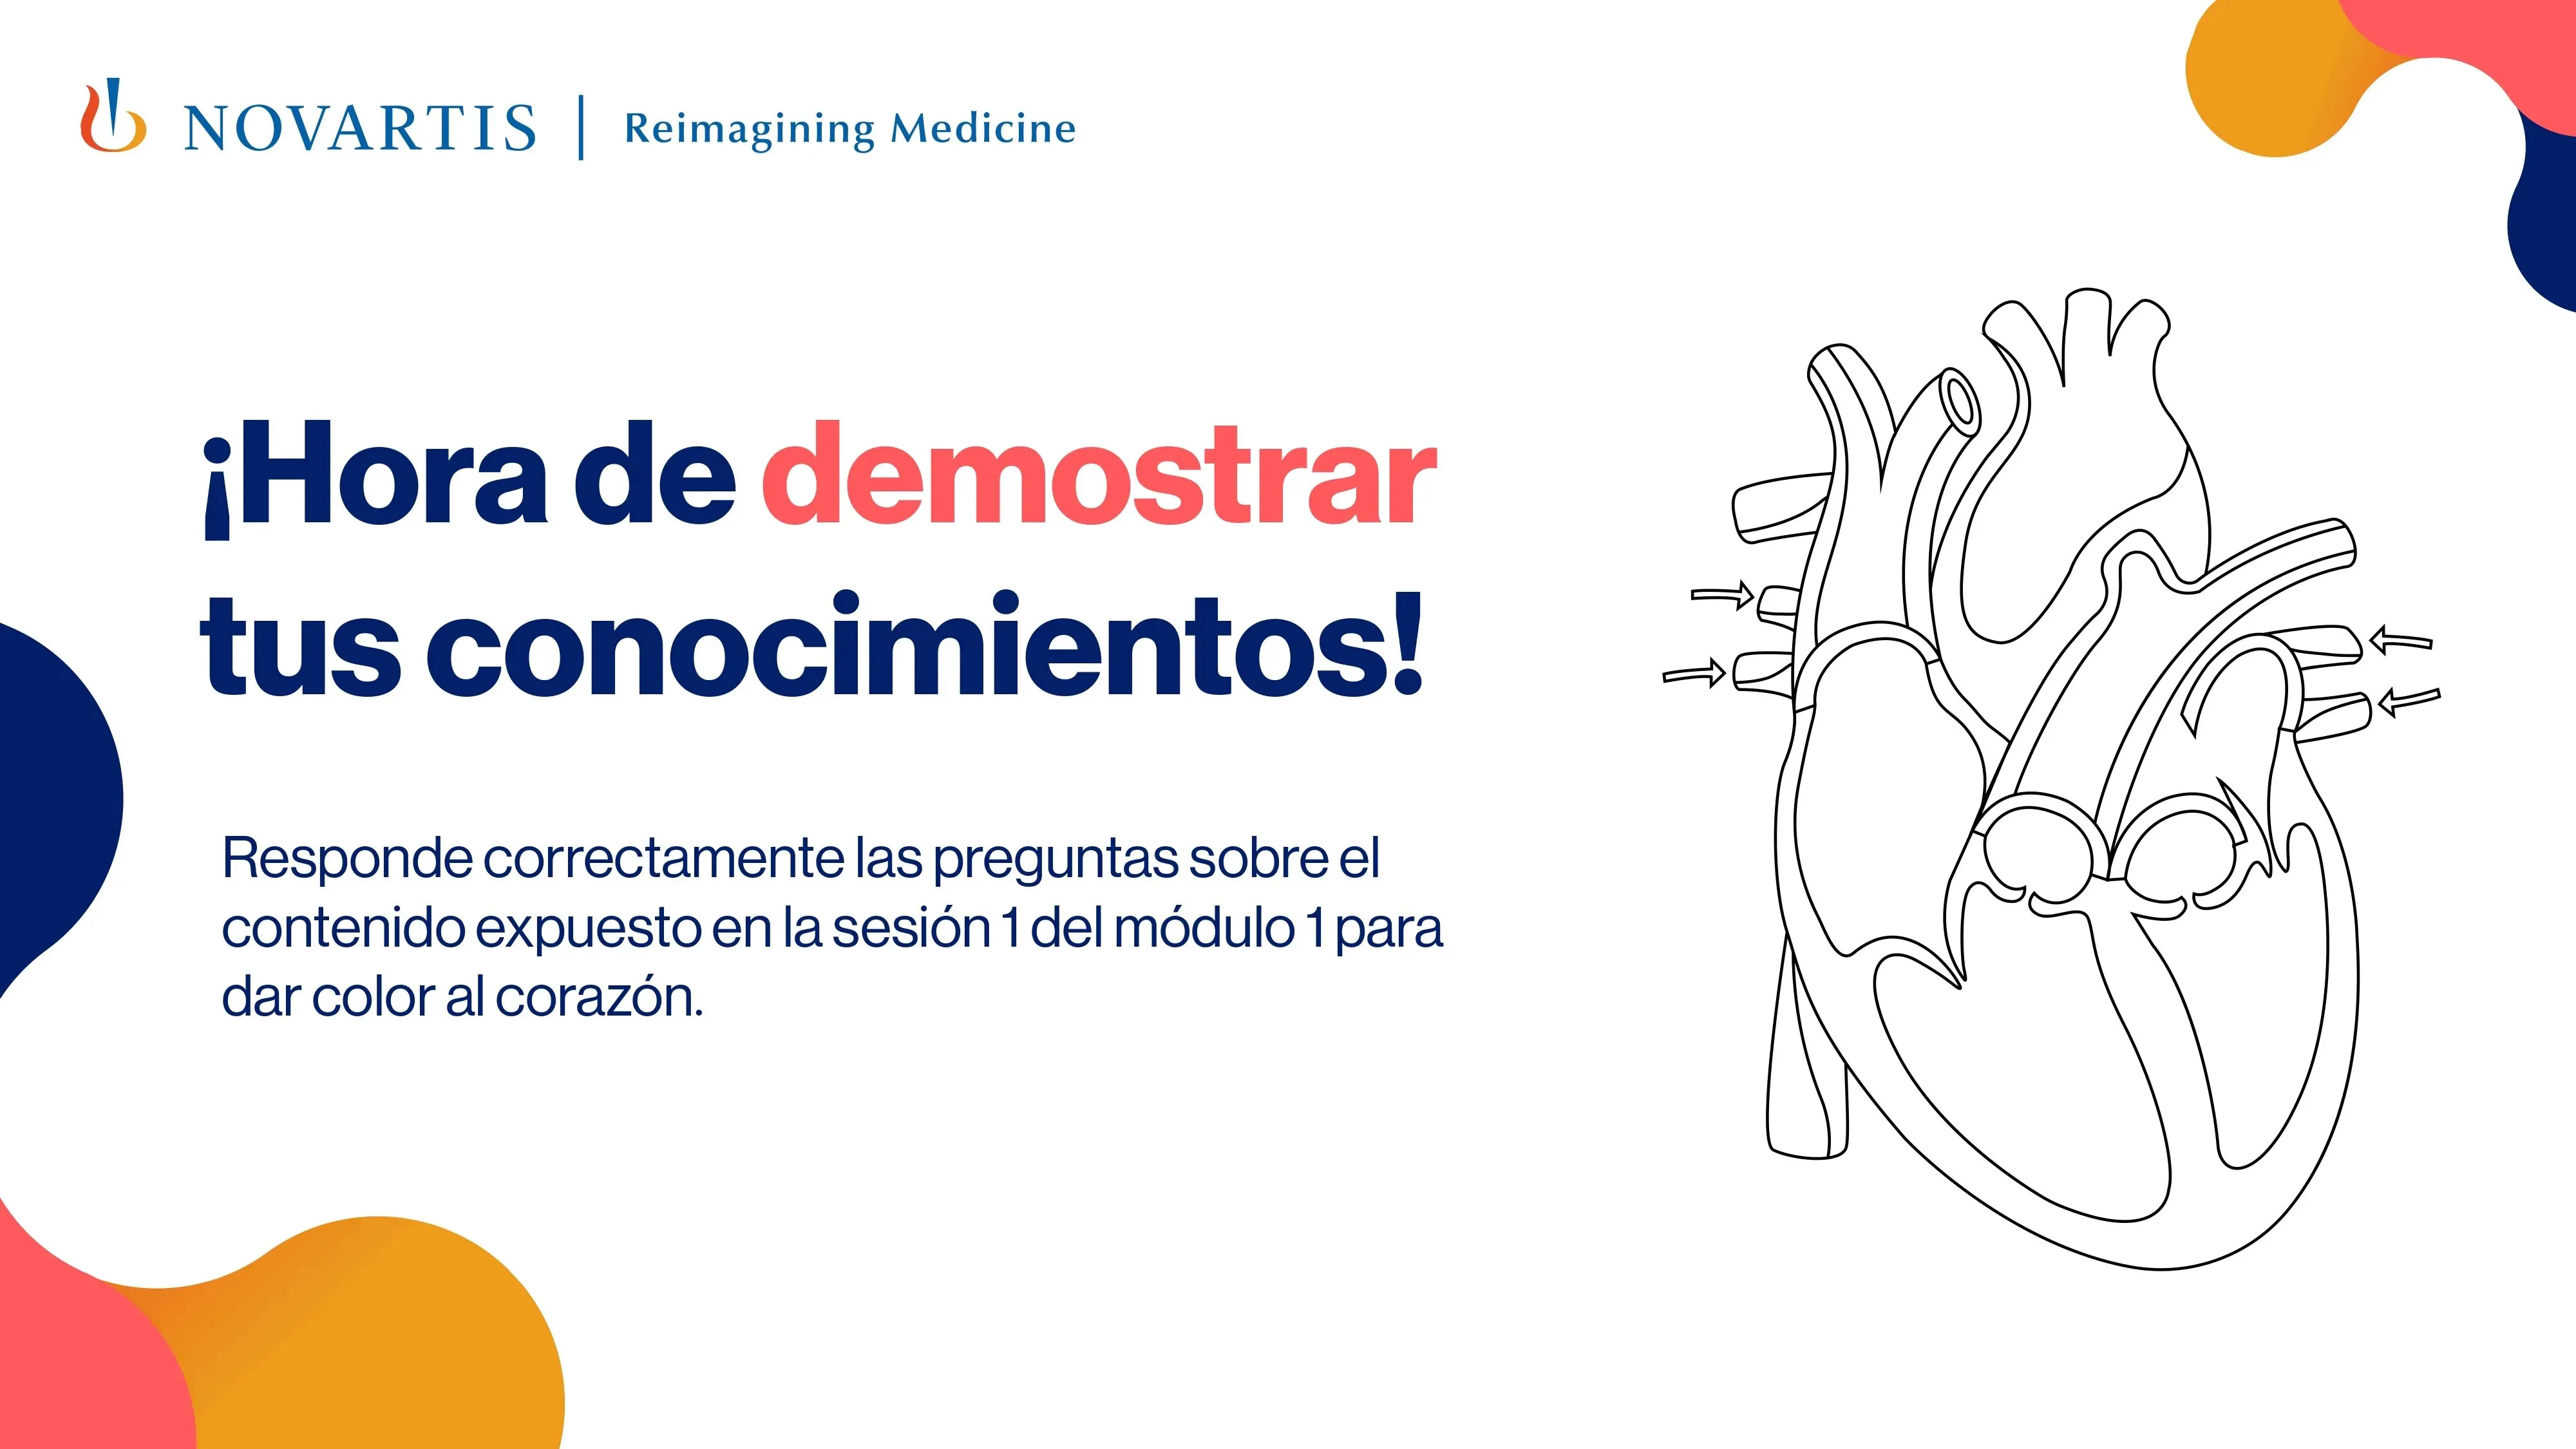 NOVARTIS | Reimagining Medicine
¡Hora de demostrar
tus conocimientos!
Responde correctamente las preguntas sobre el
contenido expuesto en la sesión 1 del módulo 1 para
dar color al corazón.